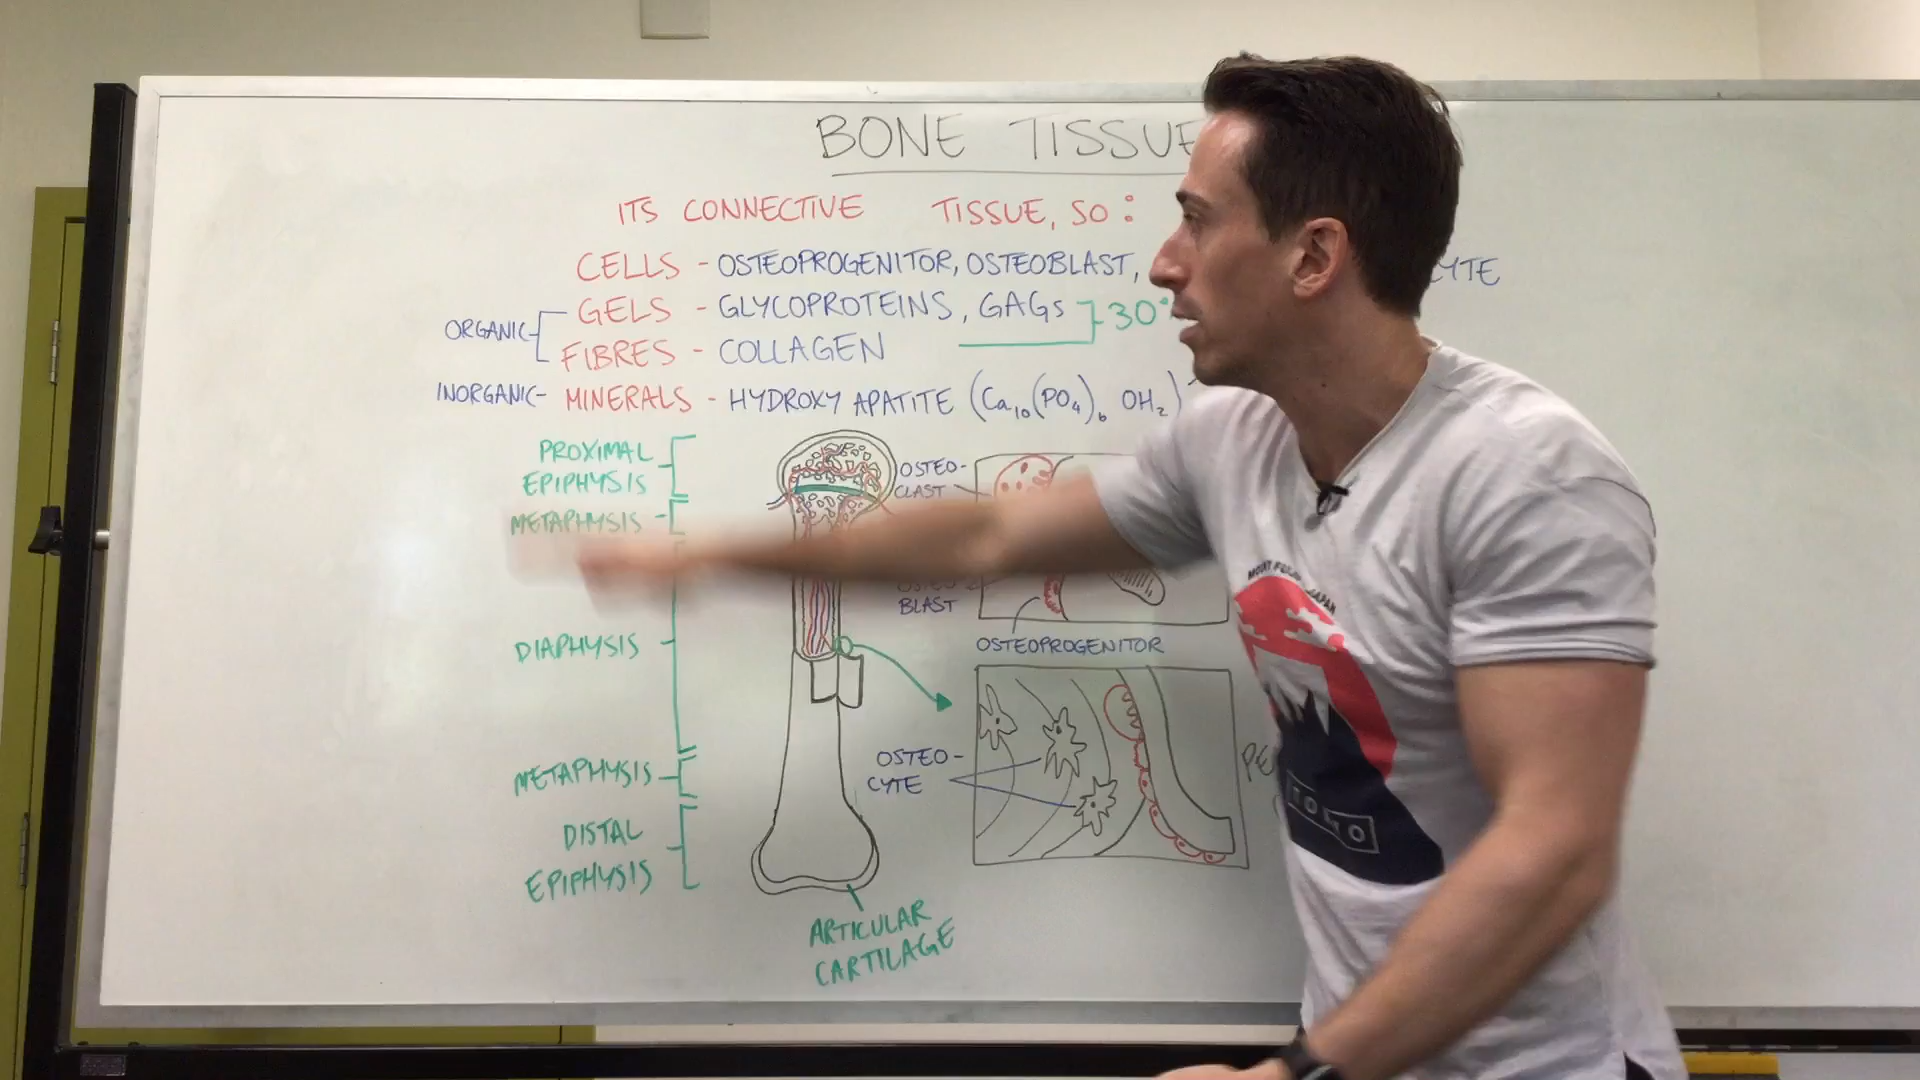 BONE TISSUE
ITS CONNECTIVE TISSUE, SO:
CELLS - OSTEOPROGENITOR, OSTEOBLAST,
ORGANIC
GELS - GLYCOPROTEINS, GAGs } 30
FIBRES - COLLAGEN
INORGANIC - MINERALS - HYDROXY APATITE (Ca10(PO4)6 OH2)
PROXIMAL
EPIPHYSIS
METAPHYSIS
DIAPHYSIS
METAPHYSIS
DISTAL
EPIPHYSIS
ARTICULAR
CARTILAGE
OSTEO-
CLAST
BLAST
OSTEOPROGENITOR
OSTEO-
CYTE